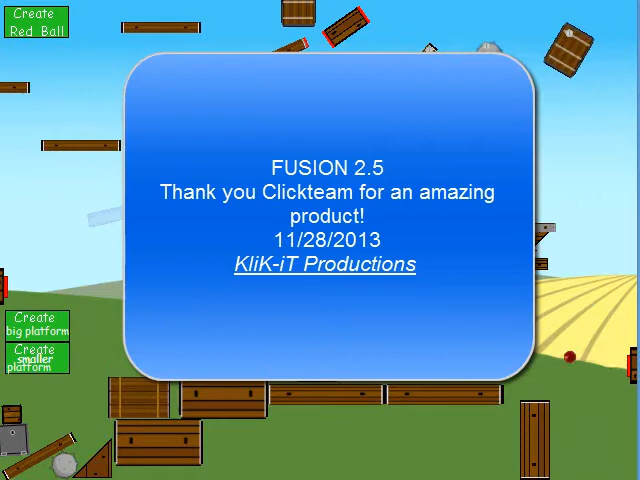 Create
Red Ball
FUSION 2.5
Thank you Clickteam for an amazing
product!
11/28/2013
KliK-iT Productions
Create
big platform
Create
smaller
platform